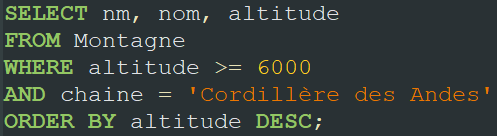 SELECT nm, nom, altitude
FROM Montagne
WHERE altitude >= 6000
AND chaine = 'Cordillère des Andes'
ORDER BY altitude DESC;